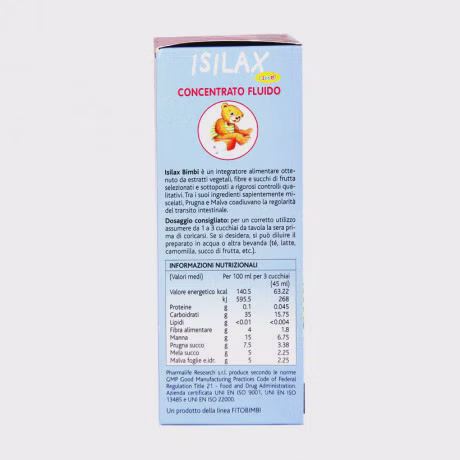 ISILAX
bimbi
CONCENTRATO FLUIDO
Isilax Bimbi è un integratore alimentare otte-
nuto da estratti vegetali, fibre e succhi di frutta
selezionati e sottoposti a rigorosi controlli qua-
litativi. Tra i suoi ingredienti sapientemente mi-
scelati, Prugna e Malva coadiuvano la regolarità
del transito intestinale.
Dosaggio consigliato: per un corretto utilizzo
assumere da 1 a 3 cucchiai da tavola la sera pri-
ma di coricarsi. Se si desidera, si può diluire il
preparato in acqua o altra bevanda (tè, latte,
camomilla, succo di frutta, etc.).
INFORMAZIONI NUTRIZIONALI
(Valori medi) Per 100 ml per 3 cucchiai
(45 ml)
Valore energetico kcal 140.5 63.22
kJ 595.5 268
Proteine g 0.1 0.045
Carboidrati g 35 15.75
Lipidi g <0.01 <0.004
Fibra alimentare g 4 1.8
Manna g 15 6.75
Prugna succo g 7.5 3.38
Mela succo g 5 2.25
Malva foglie e.idr. g 5 2.25
Pharmalife Research s.r.l. produce secondo le norme
GMP Good Manufacturing Practices Code of Federal
Regulation Title 21 - Food and Drug Administration.
Azienda certificata UNI EN ISO 9001, UNI EN ISO
13485 e UNI EN ISO 22000.
Un prodotto della linea FITOBIMBI